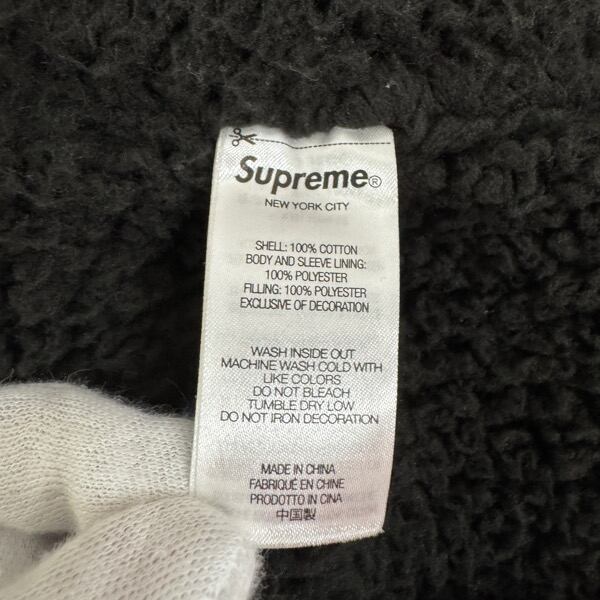 Supreme®
NEW YORK CITY
SHELL: 100% COTTON
BODY AND SLEEVE LINING:
100% POLYESTER
FILLING: 100% POLYESTER
EXCLUSIVE OF DECORATION
WASH INSIDE OUT
MACHINE WASH COLD WITH
LIKE COLORS
DO NOT BLEACH
TUMBLE DRY LOW
DO NOT IRON DECORATION
MADE IN CHINA
FABRIQUÉ EN CHINE
PRODOTTO IN CINA
中国製